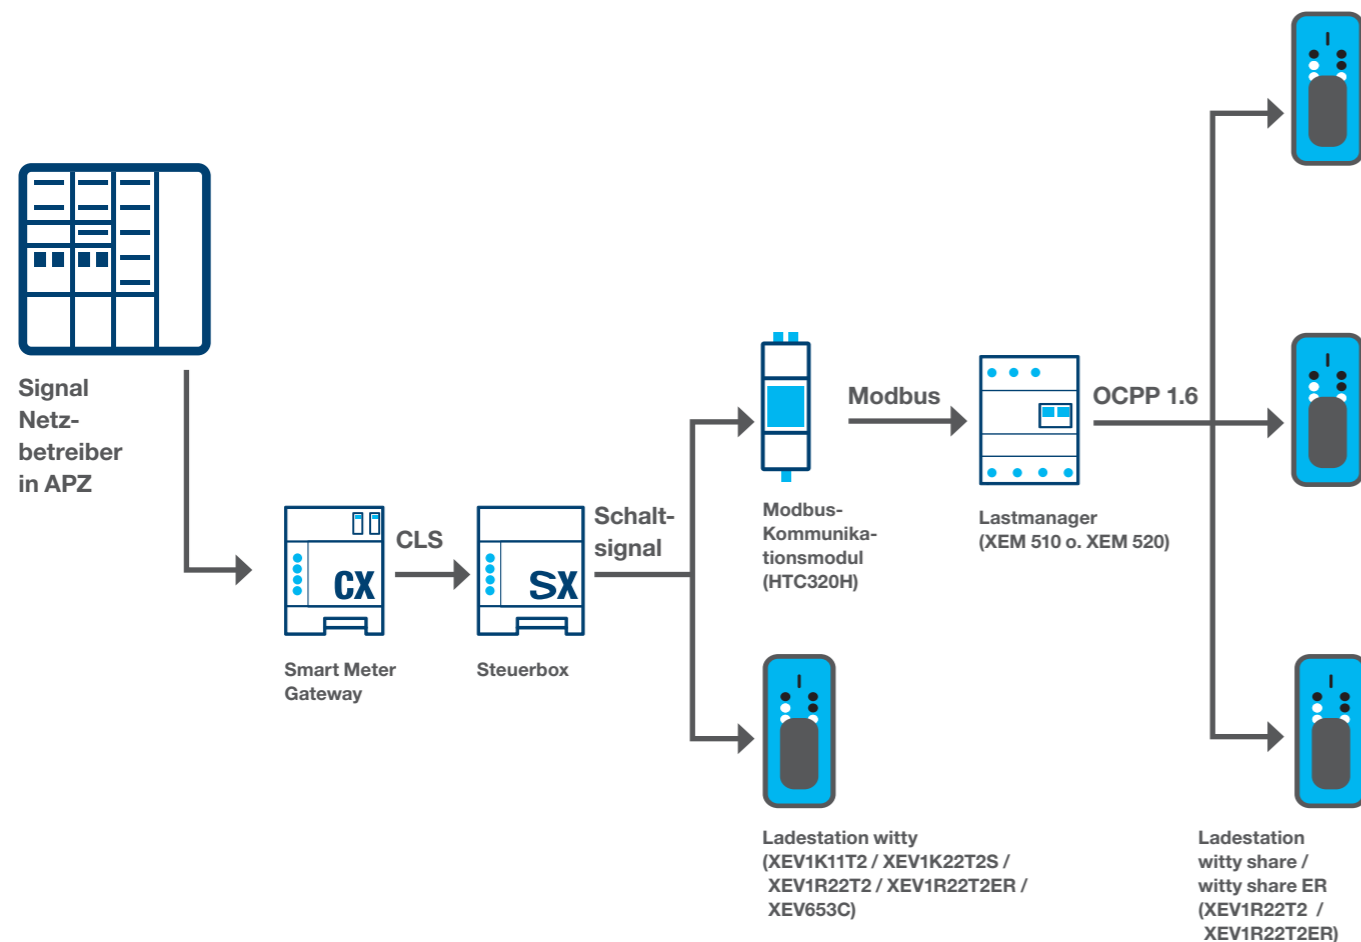 Signal
Netz-
betreiber
in APZ
CX
Smart Meter
Gateway
CLS
SX
Steuerbox
Schalt-
signal
Modbus-
Kommunika-
tionsmodul
(HTC320H)
Modbus
Lastmanager
(XEM 510 o. XEM 520)
OCPP 1.6
Ladestation witty
(XEV1K11T2 / XEV1K22T2S /
XEV1R22T2 / XEV1R22T2ER /
XEV653C)
Ladestation
witty share /
witty share ER
(XEV1R22T2 /
XEV1R22T2ER)